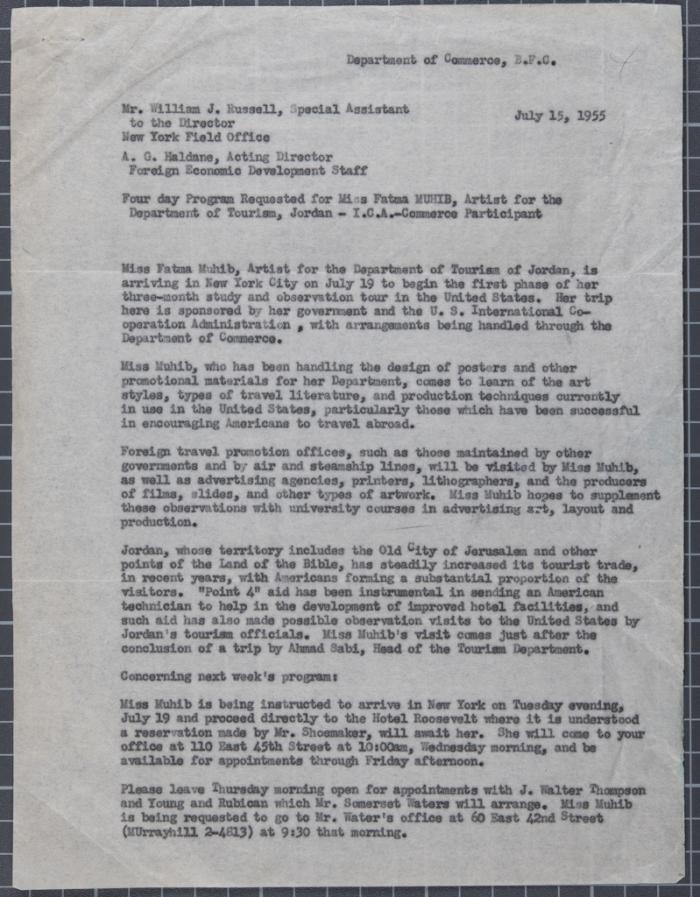 Department of Commerce, B.F.C.
Mr. William J. Russell, Special Assistant
to the Director
New York Field Office
July 15, 1955
A. G. Haldane, Acting Director
Foreign Economic Development Staff
Four day Program Requested for Miss Fatma MUHIB, Artist for the
Department of Tourism, Jordan - I.C.A.-Commerce Participant
Miss Fatma Muhib, Artist for the Department of Tourism of Jordan, is
arriving in New York City on July 19 to begin the first phase of her
three-month study and observation tour in the United States. Her trip
here is sponsored by her government and the U. S. International Co-
operation Administration , with arrangements being handled through the
Department of Commerce.
Miss Muhib, who has been handling the design of posters and other
promotional materials for her Department, comes to learn of the art
styles, types of travel literature, and production techniques currently
in use in the United States, particularly those which have been successful
in encouraging Americans to travel abroad.
Foreign travel promotion offices, such as those maintained by other
governments and by air and steamship lines, will be visited by Miss Muhib,
as well as advertising agencies, printers, lithographers, and the producers
of films, slides, and other types of artwork. Miss Muhib hopes to supplement
these observations with university courses in advertising art, layout and
production.
Jordan, whose territory includes the Old City of Jerusalem and other
points of the Land of the Bible, has steadily increased its tourist trade,
in recent years, with Americans forming a substantial proportion of the
visitors. "Point 4" aid has been instrumental in sending an American
technician to help in the development of improved hotel facilities, and
such aid has also made possible observation visits to the United States by
Jordan's tourism officials. Miss Muhib's visit comes just after the
conclusion of a trip by Ahmad Sabi, Head of the Tourism Department.
Concerning next week's program:
Miss Muhib is being instructed to arrive in New York on Tuesday evening,
July 19 and proceed directly to the Hotel Roosevelt where it is understood
a reservation made by Mr. Shoemaker, will await her. She will come to your
office at 110 East 45th Street at 10:00am, Wednesday morning, and be
available for appointments through Friday afternoon.
Please leave Thursday morning open for appointments with J. Walter Thompson
and Young and Rubican which Mr. Somerset Waters will arrange. Miss Muhib
is being requested to go to Mr. Water's office at 60 East 42nd Street
(MUrrayhill 2-4813) at 9:30 that morning.